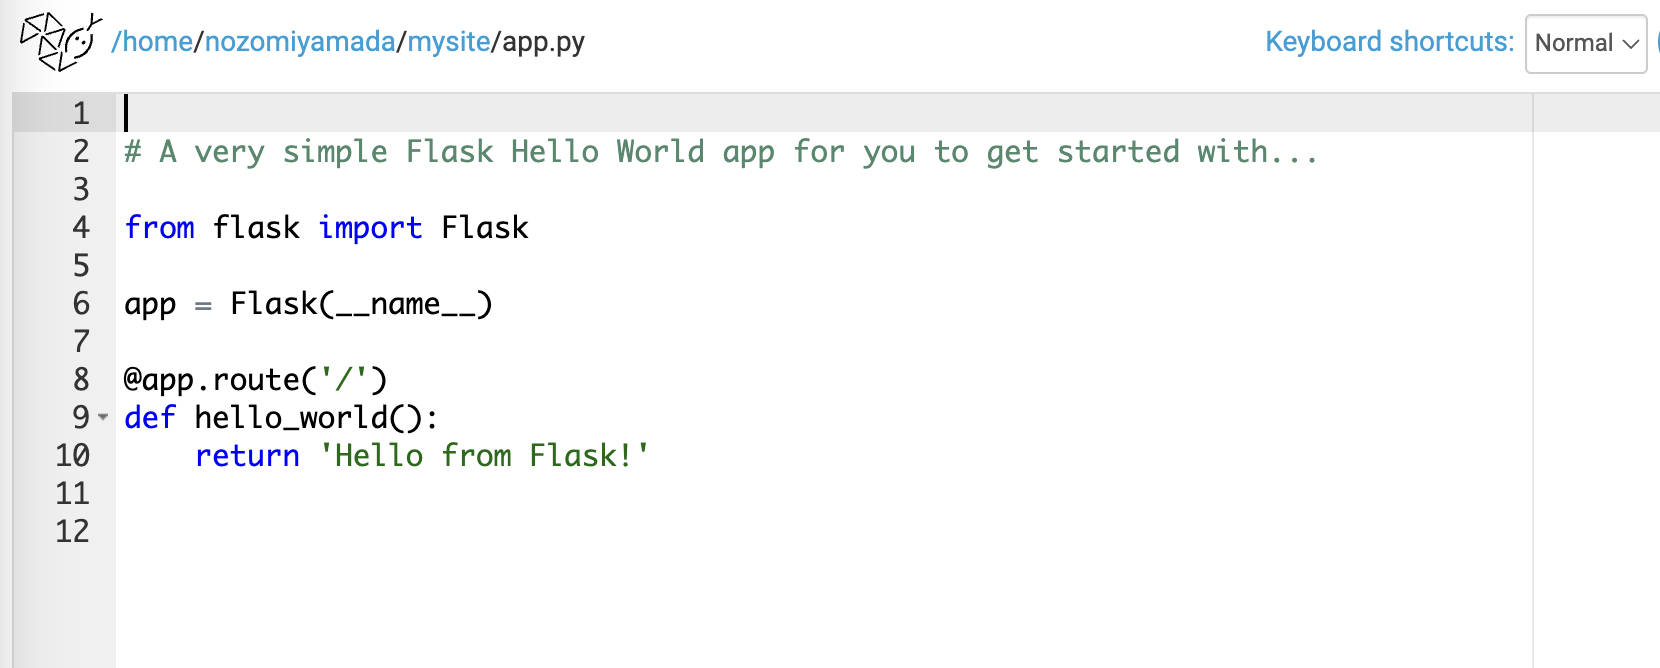 /home/nozomiyamada/mysite/app.py
Keyboard shortcuts: Normal
1
2 # A very simple Flask Hello World app for you to get started with...
3
4 from flask import Flask
5
6 app = Flask(__name__)
7
8 @app.route('/')
9 def hello_world():
10     return 'Hello from Flask!'
11
12